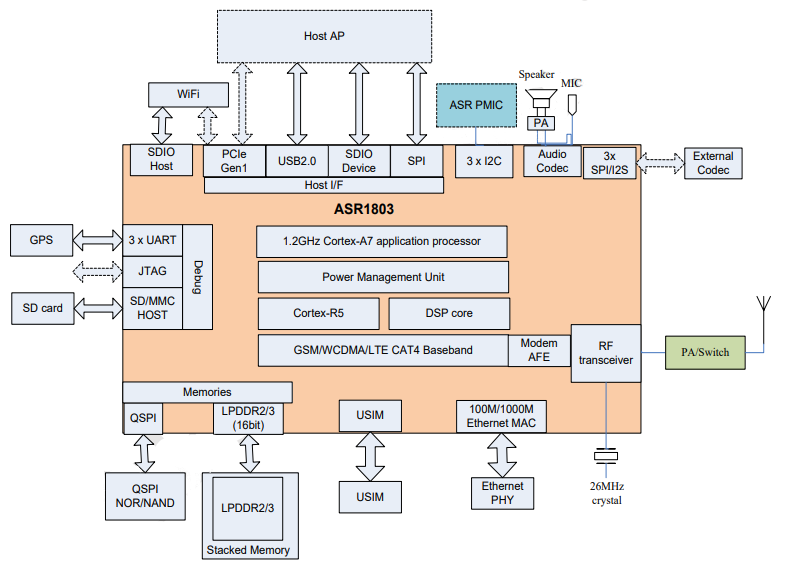 Host AP
Speaker
MIC
WiFi
ASR PMIC
PA
SDIO
Host
PCIe
Gen1
USB2.0
SDIO
Device
SPI
3 x I2C
Audio
Codec
3x
SPI/I2S
External
Codec
Host I/F
ASR1803
GPS
3 x UART
1.2GHz Cortex-A7 application processor
JTAG
Debug
Power Management Unit
SD card
SD/MMC
HOST
Cortex-R5
DSP core
GSM/WCDMA/LTE CAT4 Baseband
Modem
AFE
RF
transceiver
PA/Switch
Memories
QSPI
LPDDR2/3
(16bit)
USIM
100M/1000M
Ethernet MAC
QSPI
NOR/NAND
LPDDR2/3
Stacked Memory
USIM
Ethernet
PHY
26MHz
crystal